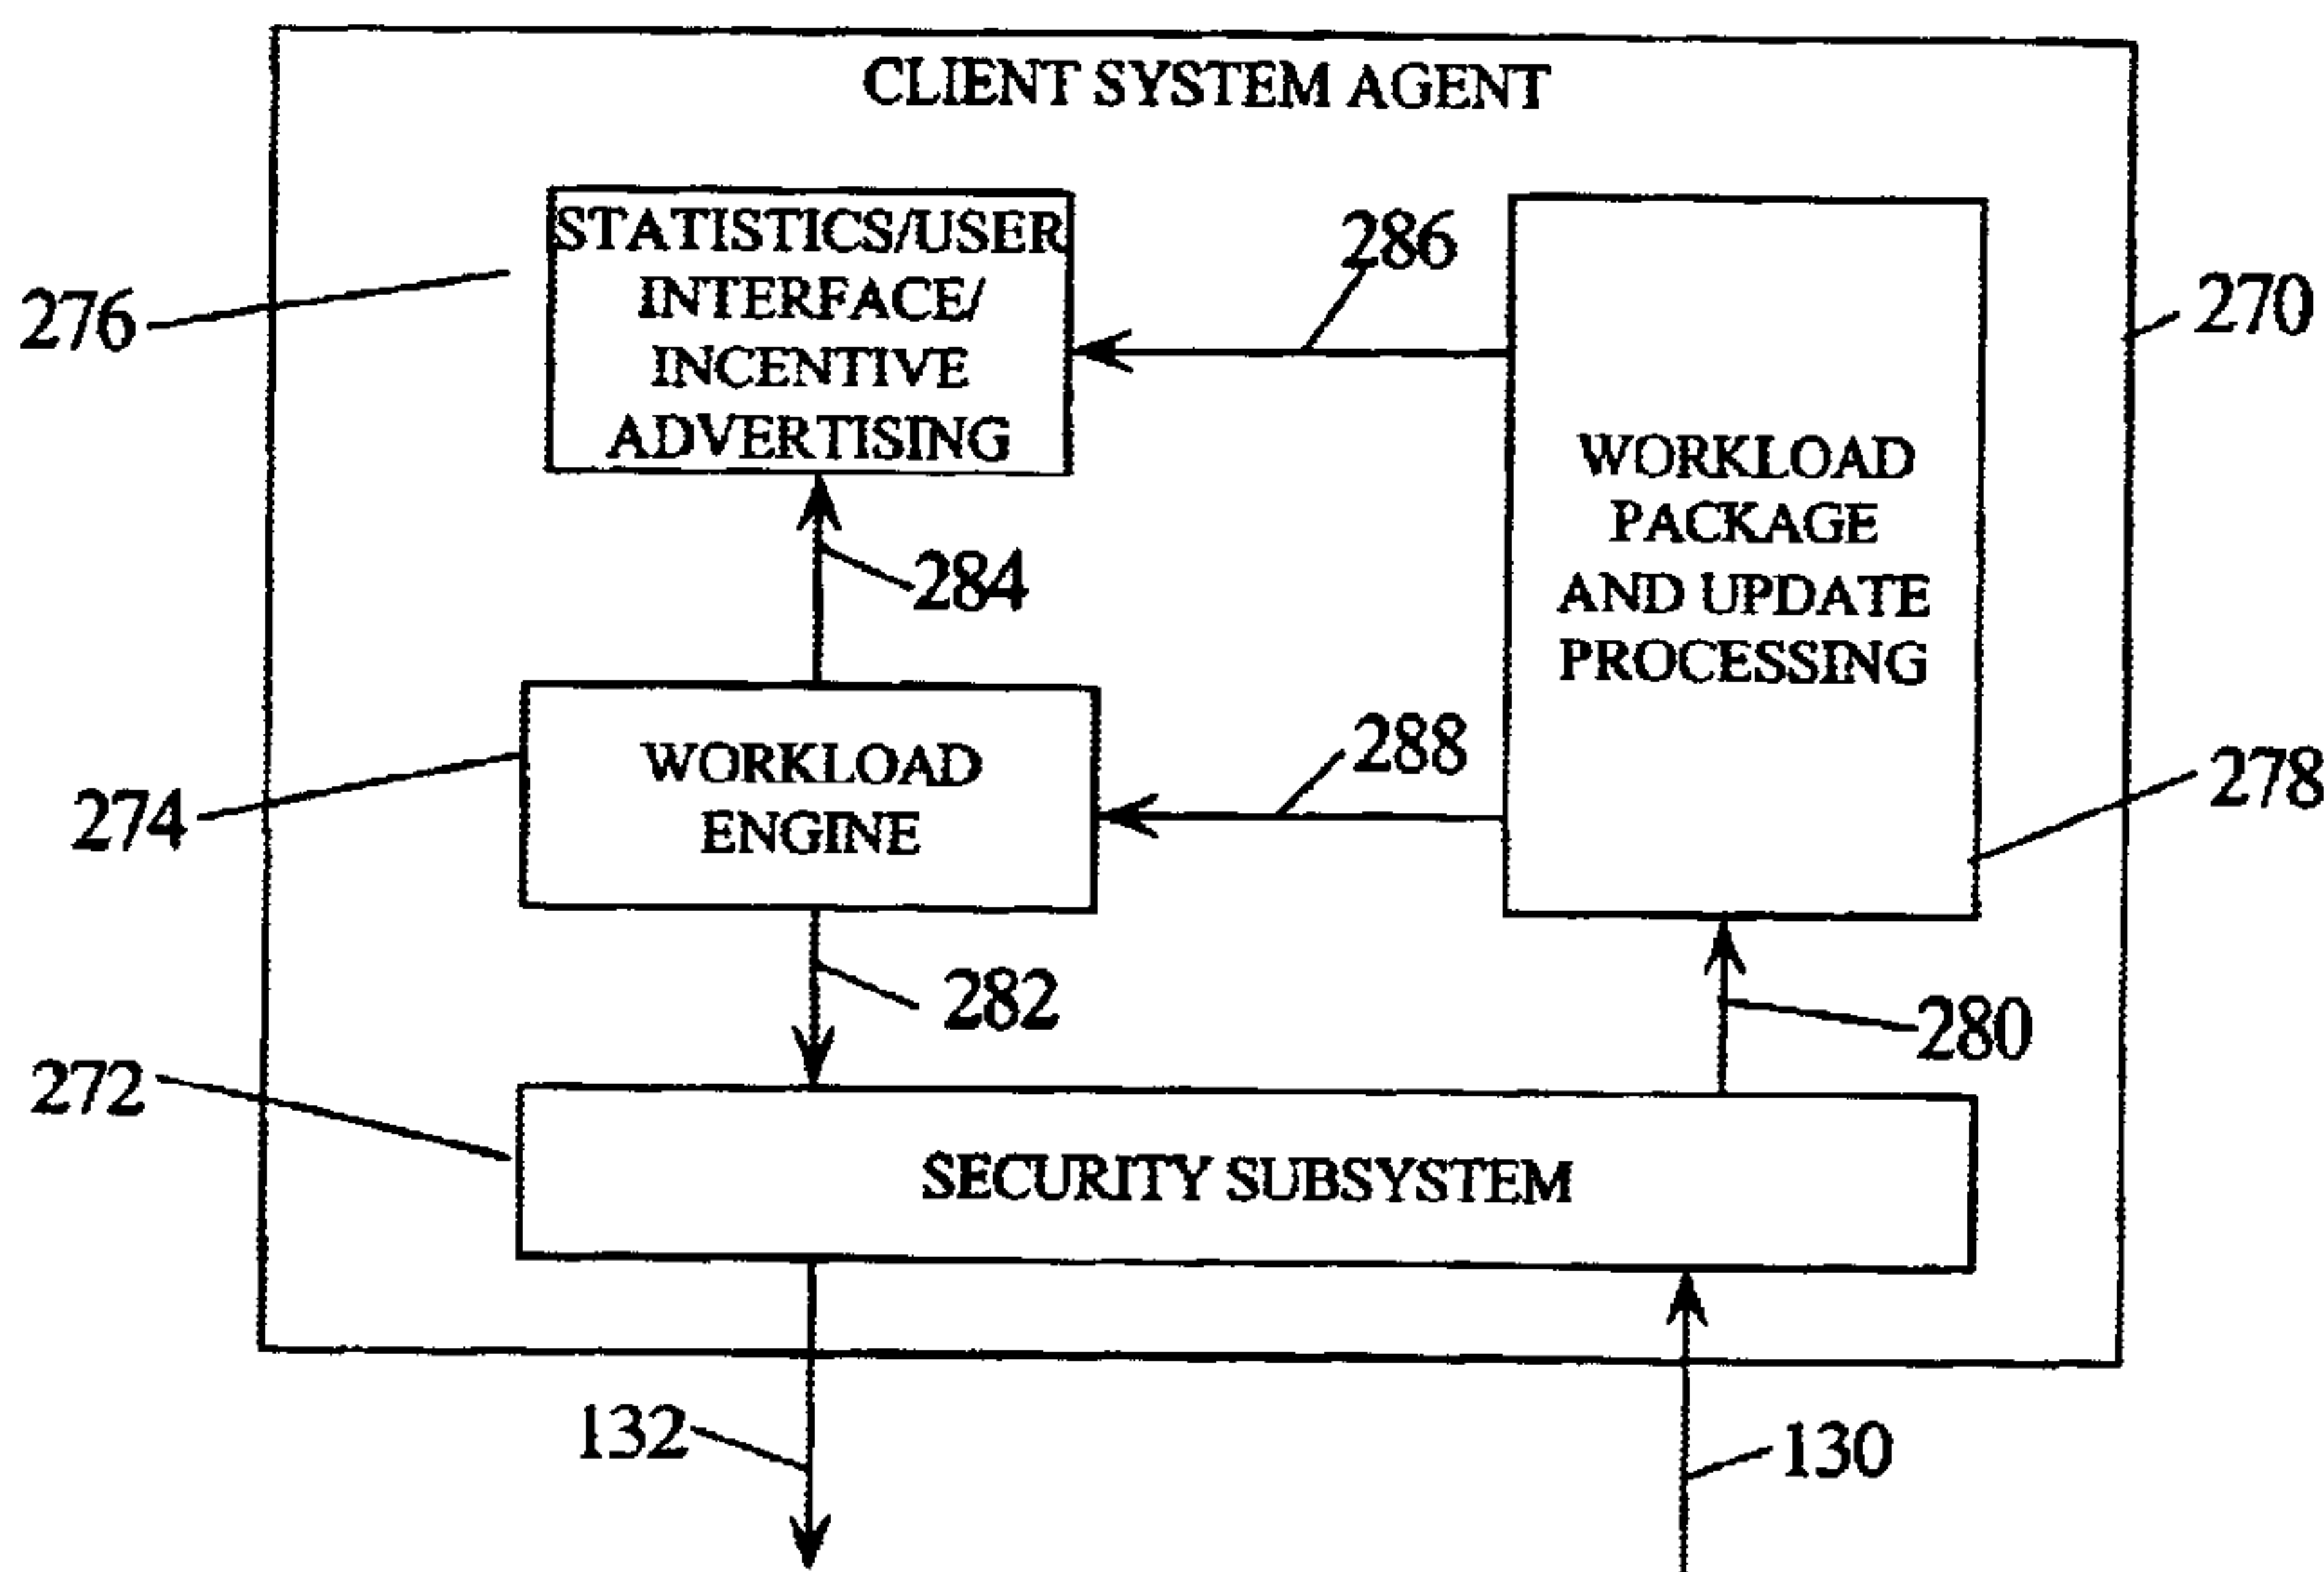 CLIENT SYSTEM AGENT
STATISTICS/USER
INTERFACE/
INCENTIVE
ADVERTISING
286
270
276
WORKLOAD
PACKAGE
AND UPDATE
PROCESSING
284
WORKLOAD
ENGINE
288
278
274
282
280
272
SECURITY SUBSYSTEM
132
130